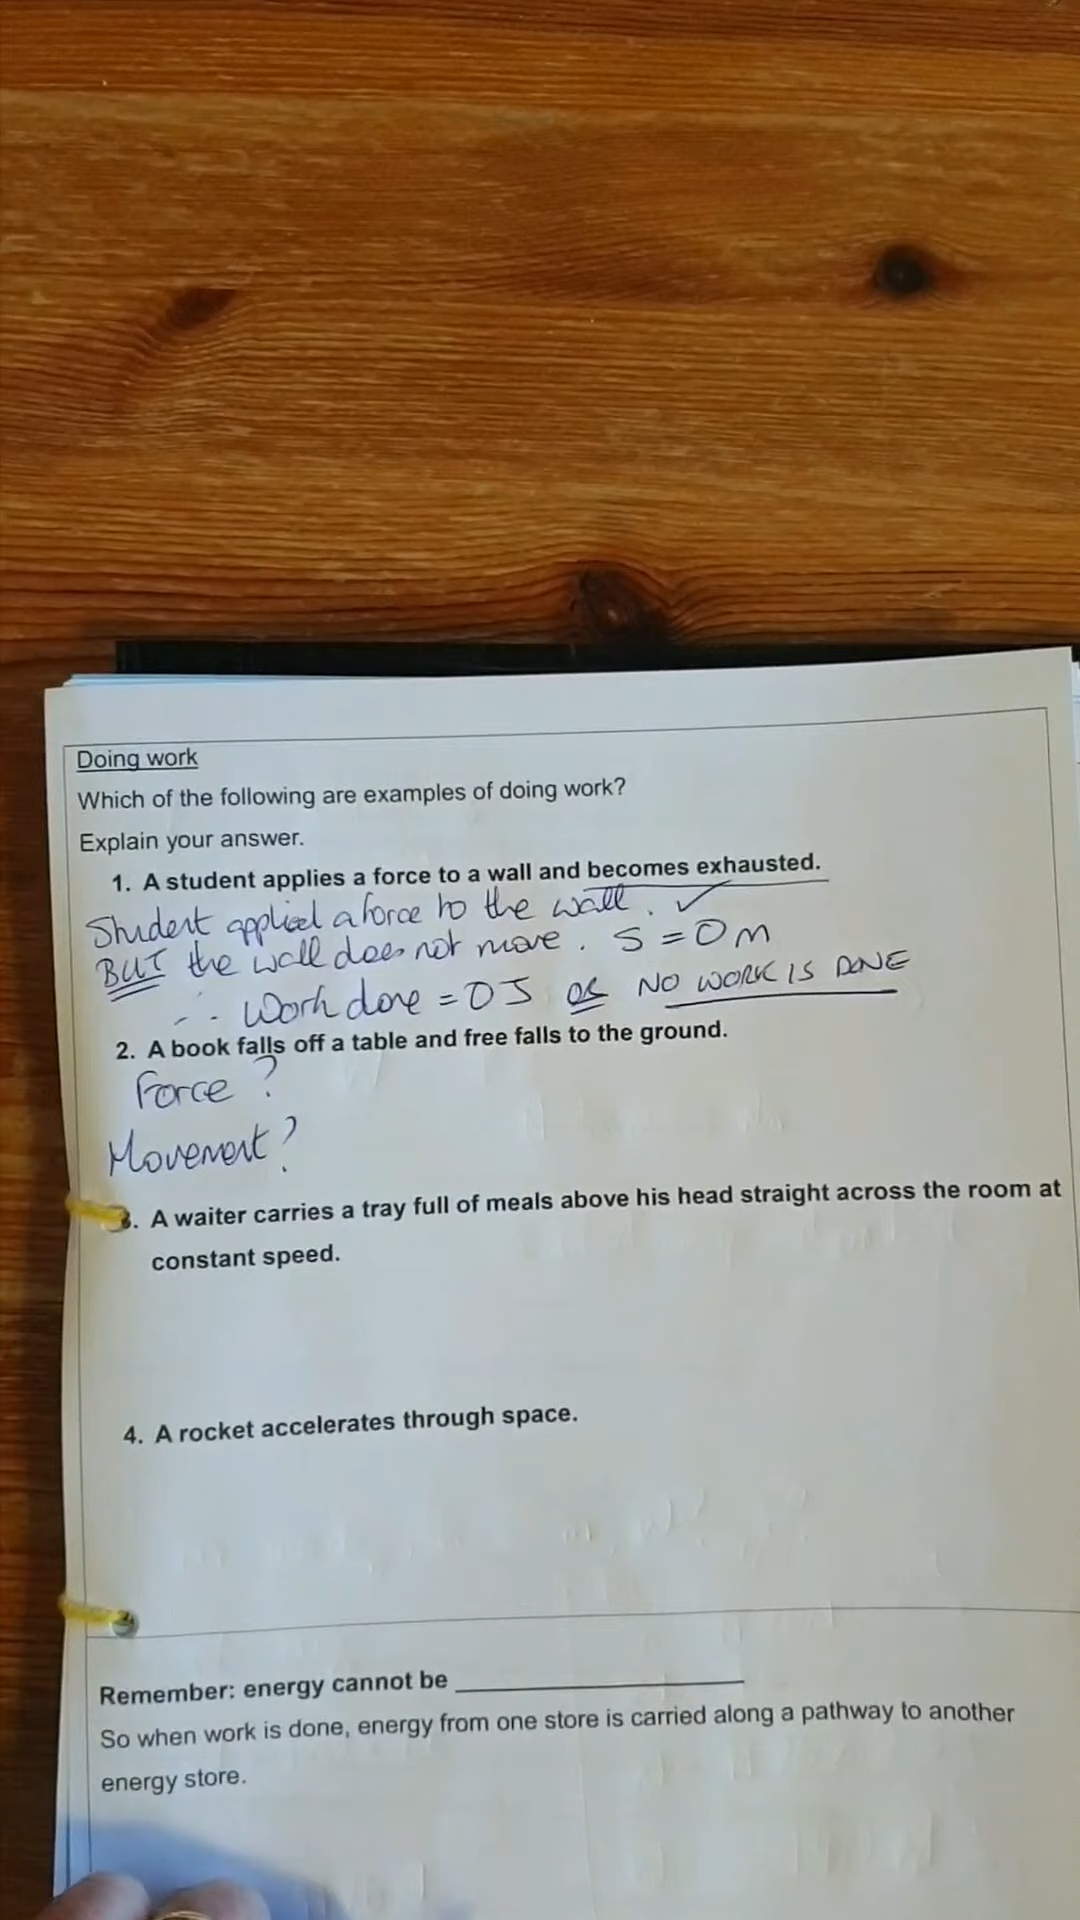 Doing work
Which of the following are examples of doing work?
Explain your answer.
1. A student applies a force to a wall and becomes exhausted.
Student applied a force to the wall. ✓
BUT the wall does not move. S = 0 m
∴ Work done = 0 J OR NO WORK IS DONE
2. A book falls off a table and free falls to the ground.
Force?
Movement?
3. A waiter carries a tray full of meals above his head straight across the room at
constant speed.
4. A rocket accelerates through space.
Remember: energy cannot be ____________________
So when work is done, energy from one store is carried along a pathway to another
energy store.